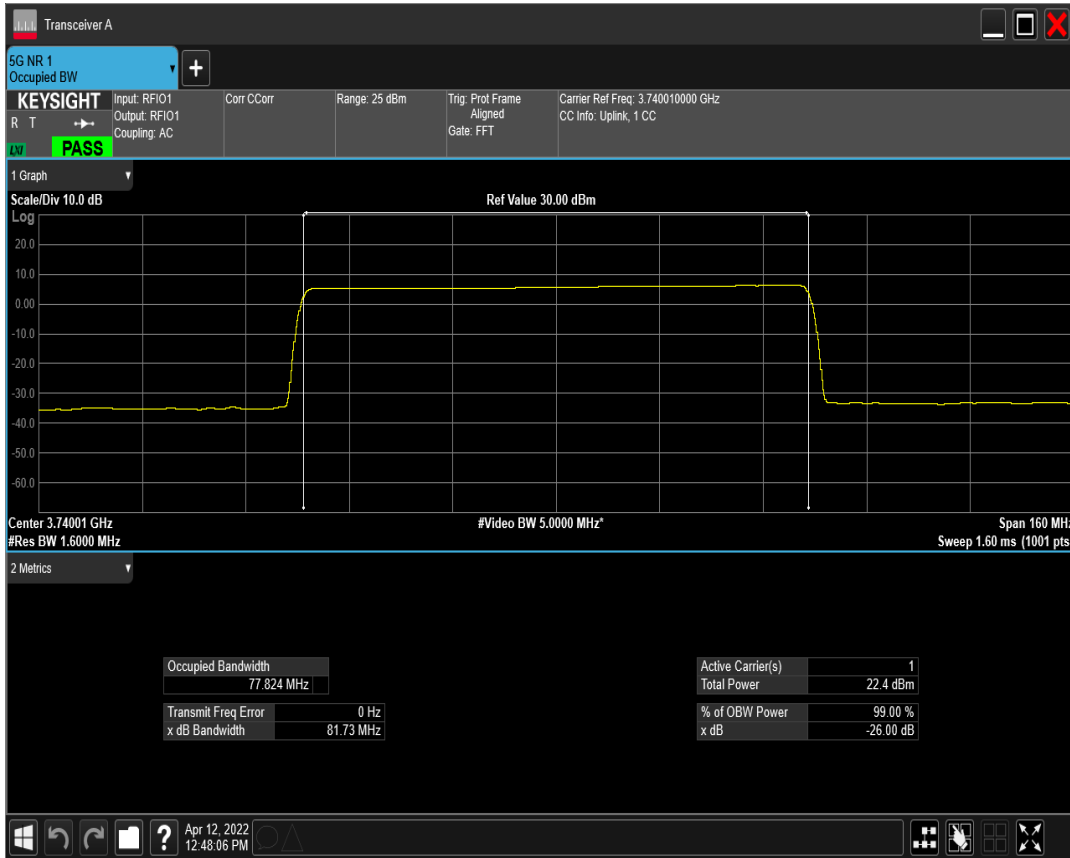 Transceiver A
5G NR 1
Occupied BW
KEYSIGHT
R T
LXI
PASS
Input: RFIO1
Output: RFIO1
Coupling: AC
Corr CCorr
Range: 25 dBm
Trig: Prot Frame
Aligned
Gate: FFT
Carrier Ref Freq: 3.740010000 GHz
CC Info: Uplink, 1 CC
1 Graph
Scale/Div 10.0 dB
Ref Value 30.00 dBm
Log
20.0
10.0
0.00
-10.0
-20.0
-30.0
-40.0
-50.0
-60.0
Center 3.74001 GHz
#Video BW 5.0000 MHz*
Span 160 MHz
#Res BW 1.6000 MHz
Sweep 1.60 ms (1001 pts
2 Metrics
Occupied Bandwidth
77.824 MHz
Transmit Freq Error 0 Hz
x dB Bandwidth 81.73 MHz
Active Carrier(s) 1
Total Power 22.4 dBm
% of OBW Power 99.00 %
x dB -26.00 dB
?
Apr 12, 2022
12:48:06 PM